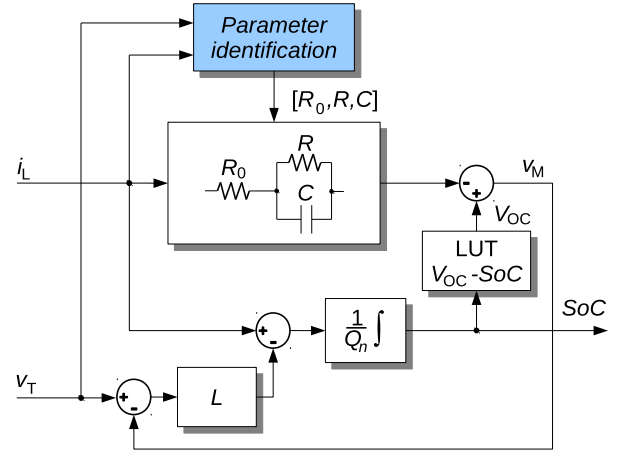 Parameter
identification
[R0,R,C]
R
iL
R0
vM
C
-
+
VOC
LUT
VOC-SoC
SoC
1
Qn
∫
+
-
vT
+
-
L